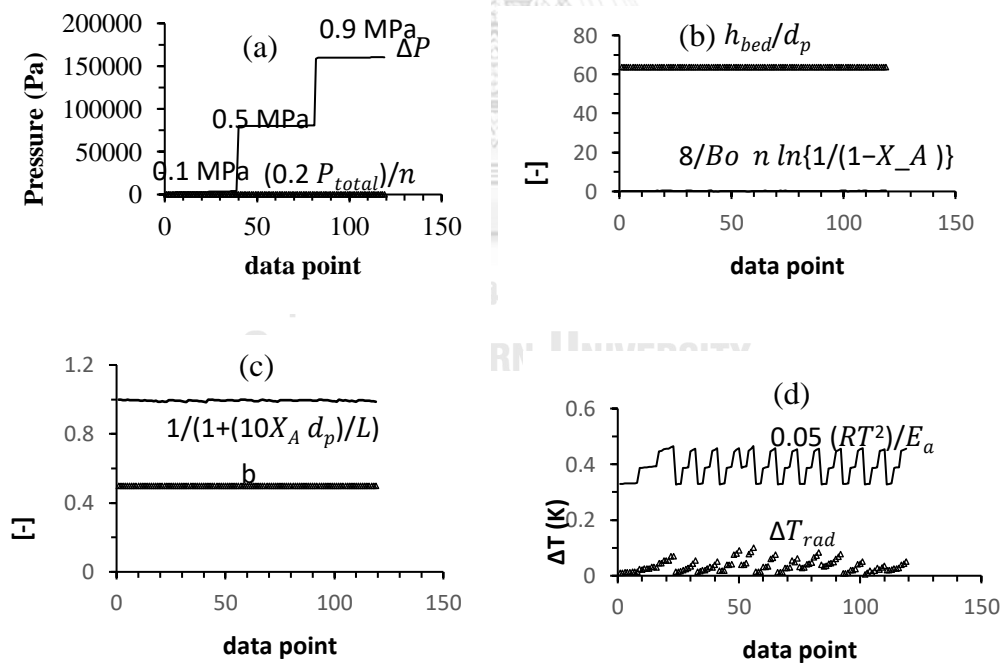 (a)
0.9 MPa
ΔP
0.5 MPa
0.1 MPa
(0.2 P_total)/n
Pressure (Pa)
200000
150000
100000
50000
0
0 50 100 150
data point
(b) h_bed/d_p
8/Bo n ln{1/(1−X_A )}
[-]
80
60
40
20
0
0 50 100 150
data point
(c)
1/(1+(10X_A d_p)/L)
b
[-]
1.2
0.8
0.4
0
0 50 100 150
data point
RN UNIVERSITY
(d)
0.05 (RT²)/E_a
ΔT_rad
ΔT (K)
0.6
0.4
0.2
0
0 50 100 150
data point